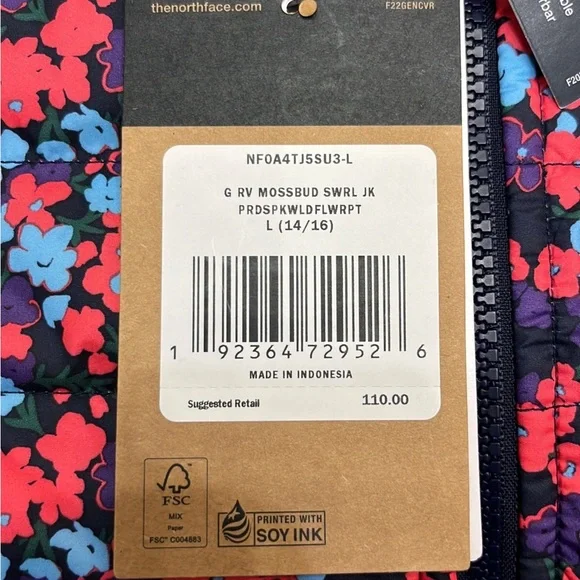 thenorthface.com
F22GENCVR
NF0A4TJ5SU3-L
G RV MOSSBUD SWRL JK
PRDSPKWLDFLWRPT
L (14/16)
1 92364 72952 6
MADE IN INDONESIA
Suggested Retail 110.00
FSC
MIX
Paper
FSC® C004683
PRINTED WITH
SOY INK